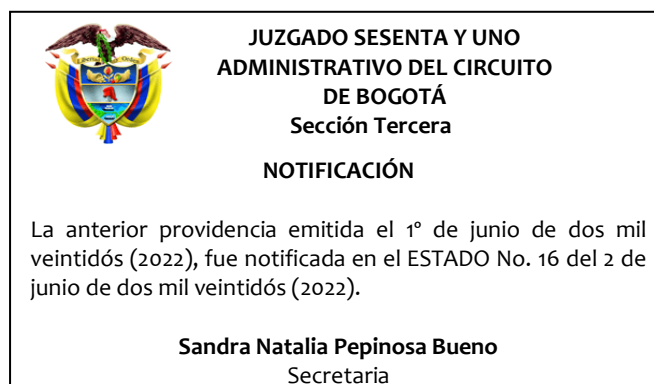 JUZGADO SESENTA Y UNO
ADMINISTRATIVO DEL CIRCUITO
DE BOGOTÁ
Sección Tercera
NOTIFICACIÓN
La anterior providencia emitida el 1º de junio de dos mil
veintidós (2022), fue notificada en el ESTADO No. 16 del 2 de
junio de dos mil veintidós (2022).
Sandra Natalia Pepinosa Bueno
Secretaria